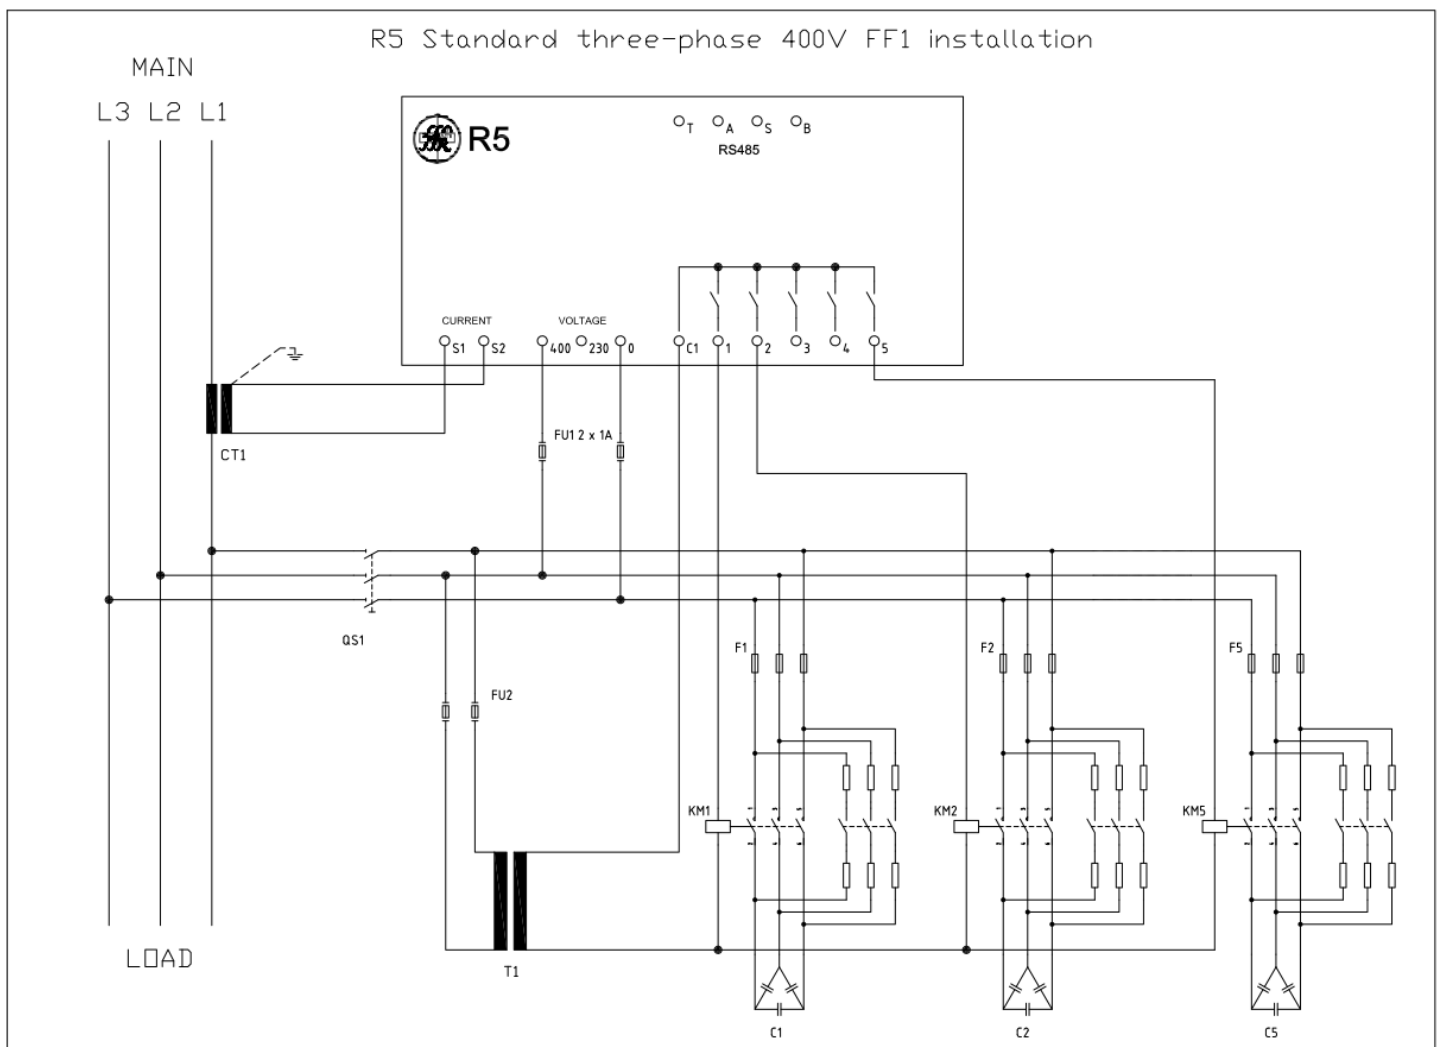 R5 Standard three-phase 400V FF1 installation
MAIN
L3 L2 L1
R5
T A S B
RS485
CURRENT VOLTAGE
S1 S2 400 230 0 C1 1 2 3 4 5
CT1
FU1 2 x 1A
QS1
F1 F2 F5
FU2
KM1 KM2 KM5
LOAD
T1
C1 C2 C5